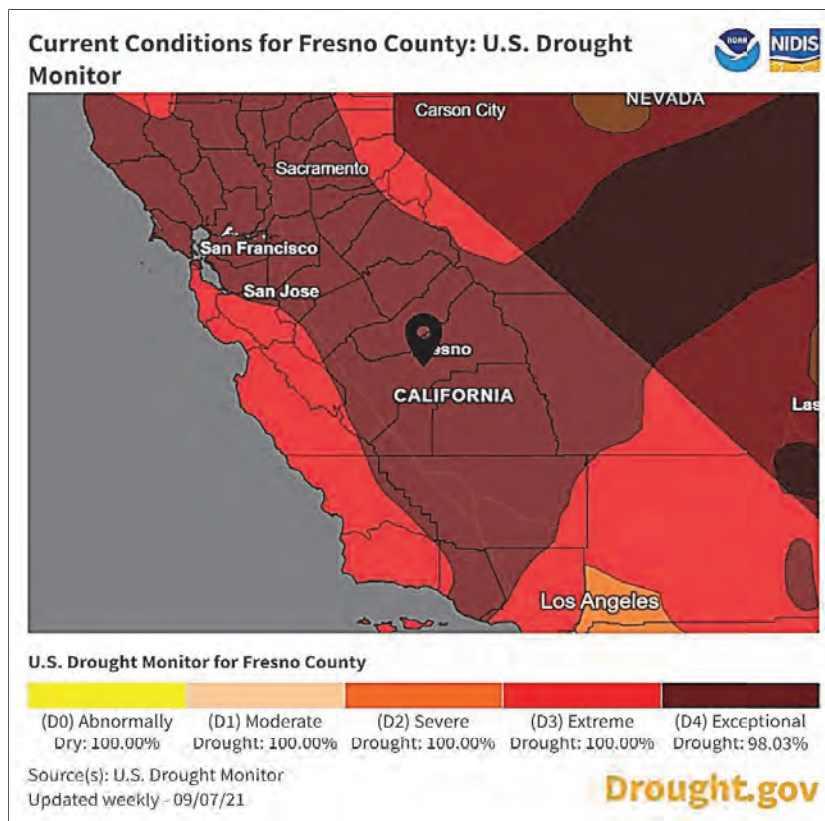 Current Conditions for Fresno County: U.S. Drought
Monitor
NOAA
NIDIS
Carson City
NEVADA
Sacramento
San Francisco
San Jose
esno
CALIFORNIA
Las
Los Angeles
U.S. Drought Monitor for Fresno County
(D0) Abnormally
Dry: 100.00%
(D1) Moderate
Drought: 100.00%
(D2) Severe
Drought: 100.00%
(D3) Extreme
Drought: 100.00%
(D4) Exceptional
Drought: 98.03%
Source(s): U.S. Drought Monitor
Updated weekly - 09/07/21
Drought.gov